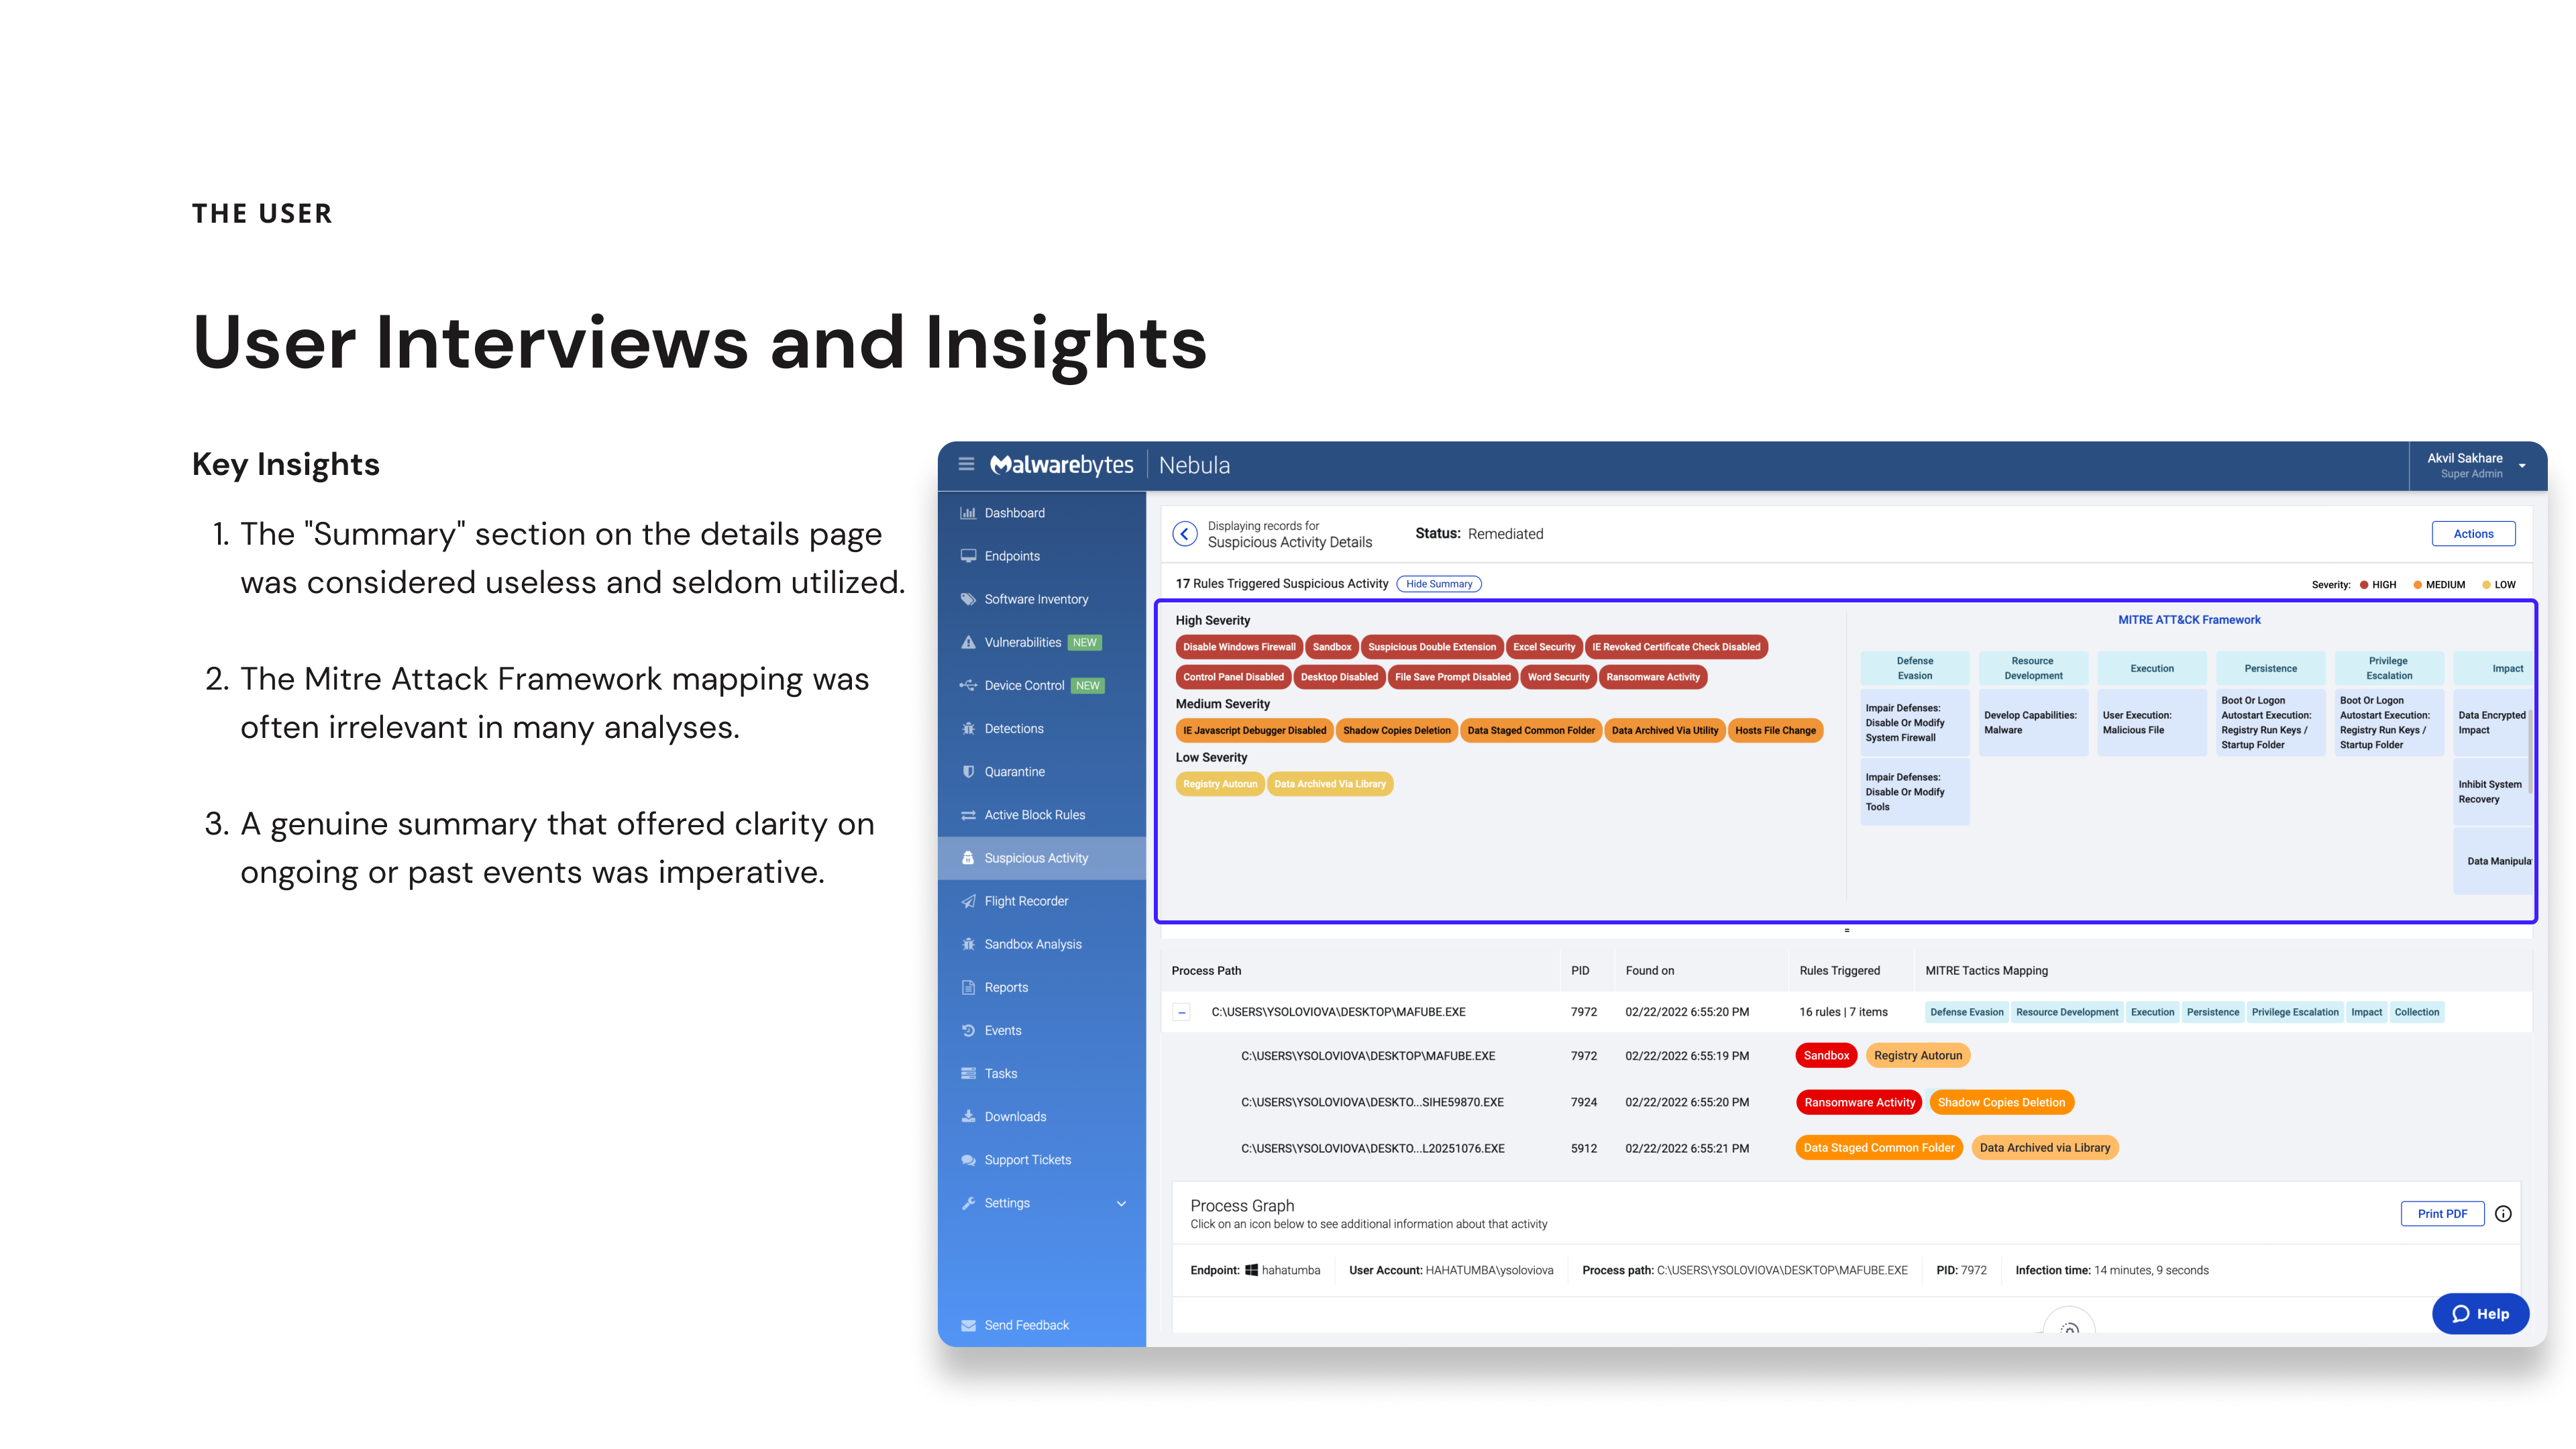 THE USER
User Interviews and Insights
Key Insights
1. The "Summary" section on the details page
was considered useless and seldom utilized.
2. The Mitre Attack Framework mapping was
often irrelevant in many analyses.
3. A genuine summary that offered clarity on
ongoing or past events was imperative.
Malwarebytes Nebula
Akvil Sakhare
Super Admin
Dashboard
Endpoints
Software Inventory
Vulnerabilities NEW
Device Control NEW
Detections
Quarantine
Active Block Rules
Suspicious Activity
Flight Recorder
Sandbox Analysis
Reports
Events
Tasks
Downloads
Support Tickets
Settings
Send Feedback
Displaying records for
Suspicious Activity Details
Status: Remediated
Actions
17 Rules Triggered Suspicious Activity Hide Summary
Severity: HIGH MEDIUM LOW
High Severity
Disable Windows Firewall Sandbox Suspicious Double Extension Excel Security IE Revoked Certificate Check Disabled
Control Panel Disabled Desktop Disabled File Save Prompt Disabled Word Security Ransomware Activity
Medium Severity
IE Javascript Debugger Disabled Shadow Copies Deletion Data Staged Common Folder Data Archived Via Utility Hosts File Change
Low Severity
Registry Autorun Data Archived Via Library
MITRE ATT&CK Framework
Defense
Evasion
Impair Defenses:
Disable Or Modify
System Firewall
Impair Defenses:
Disable Or Modify
Tools
Resource
Development
Develop Capabilities:
Malware
Execution
User Execution:
Malicious File
Persistence
Boot Or Logon
Autostart Execution:
Registry Run Keys /
Startup Folder
Privilege
Escalation
Boot Or Logon
Autostart Execution:
Registry Run Keys /
Startup Folder
Impact
Data Encrypted
Impact
Inhibit System
Recovery
Data Manipula
=
Process Path PID Found on Rules Triggered MITRE Tactics Mapping
C:\USERS\YSOLOVIOVA\DESKTOP\MAFUBE.EXE 7972 02/22/2022 6:55:20 PM 16 rules | 7 items Defense Evasion Resource Development Execution Persistence Privilege Escalation Impact Collection
C:\USERS\YSOLOVIOVA\DESKTOP\MAFUBE.EXE 7972 02/22/2022 6:55:19 PM Sandbox Registry Autorun
C:\USERS\YSOLOVIOVA\DESKTO...SIHE59870.EXE 7924 02/22/2022 6:55:20 PM Ransomware Activity Shadow Copies Deletion
C:\USERS\YSOLOVIOVA\DESKTO...L20251076.EXE 5912 02/22/2022 6:55:21 PM Data Staged Common Folder Data Archived via Library
Process Graph
Click on an icon below to see additional information about that activity
Print PDF
Endpoint: hahatumba User Account: HAHATUMBA\ysoloviova Process path: C:\USERS\YSOLOVIOVA\DESKTOP\MAFUBE.EXE PID: 7972 Infection time: 14 minutes, 9 seconds
Help